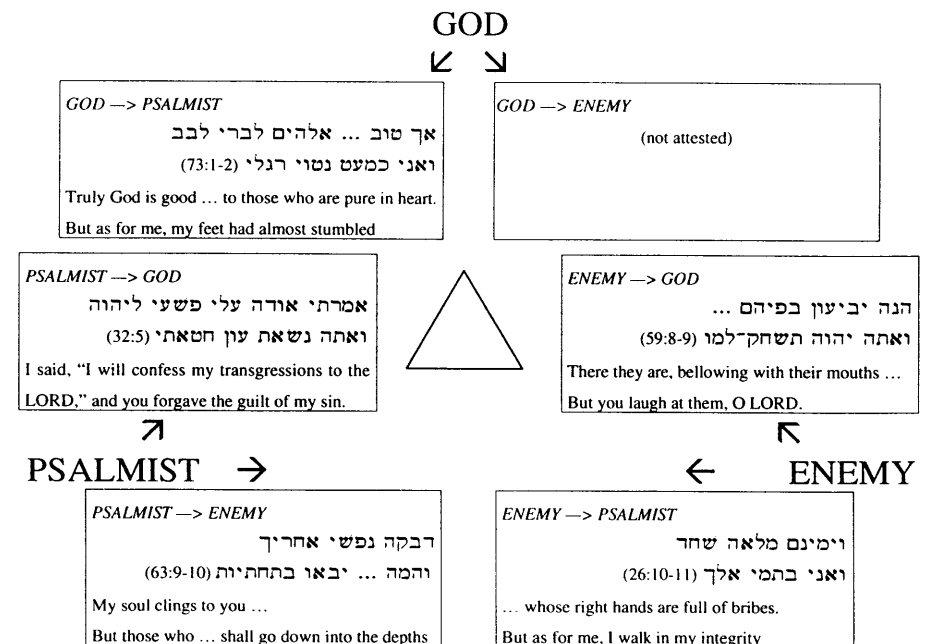 GOD
GOD —> PSALMIST
אך טוב ... אלהים לברי לבב
ואני כמעט נטוי רגלי (73:1-2)
Truly God is good ... to those who are pure in heart.
But as for me, my feet had almost stumbled
GOD —> ENEMY
(not attested)
PSALMIST —> GOD
אמרתי אודה עלי פשעי ליהוה
ואתה נשאת עון חטאתי (32:5)
I said, “I will confess my transgressions to the
LORD,” and you forgave the guilt of my sin.
ENEMY —> GOD
הנה יביעון בפיהם ...
ואתה יהוה תשחק־למו (59:8-9)
There they are, bellowing with their mouths ...
But you laugh at them, O LORD.
PSALMIST
ENEMY
PSALMIST —> ENEMY
דבקה נפשי אחריך
והמה ... יבאו בתחתיות (63:9-10)
My soul clings to you ...
But those who ... shall go down into the depths
ENEMY —> PSALMIST
וימינם מלאה שחד
ואני בתמי אלך (26:10-11)
... whose right hands are full of bribes.
But as for me, I walk in my integrity